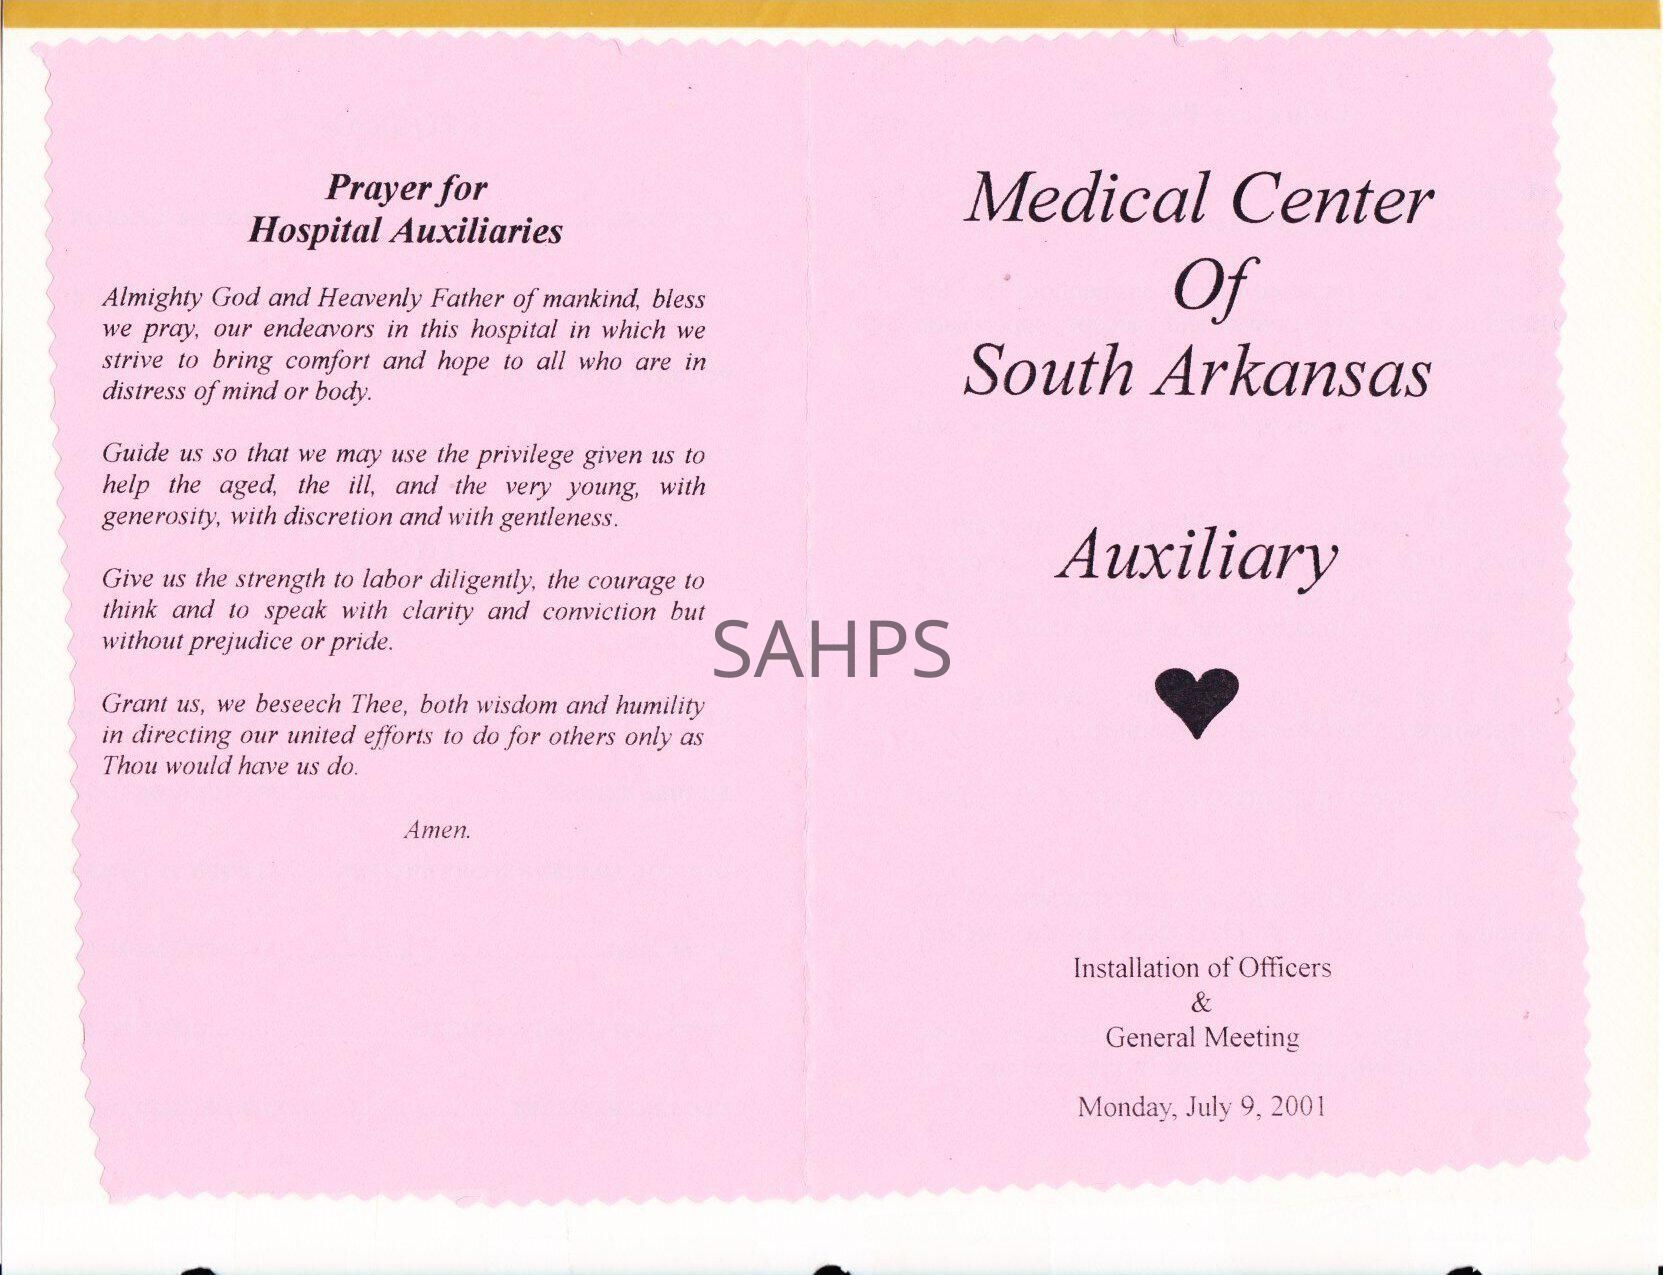 Prayer for
Hospital Auxiliaries
Almighty God and Heavenly Father of mankind, bless
we pray, our endeavors in this hospital in which we
strive to bring comfort and hope to all who are in
distress of mind or body.
Guide us so that we may use the privilege given us to
help the aged, the ill, and the very young, with
generosity, with discretion and with gentleness.
Give us the strength to labor diligently, the courage to
think and to speak with clarity and conviction but
without prejudice or pride.
Grant us, we beseech Thee, both wisdom and humility
in directing our united efforts to do for others only as
Thou would have us do.
Amen.
SAHPS
Medical Center
Of
South Arkansas
Auxiliary
Installation of Officers
&
General Meeting
Monday, July 9, 2001